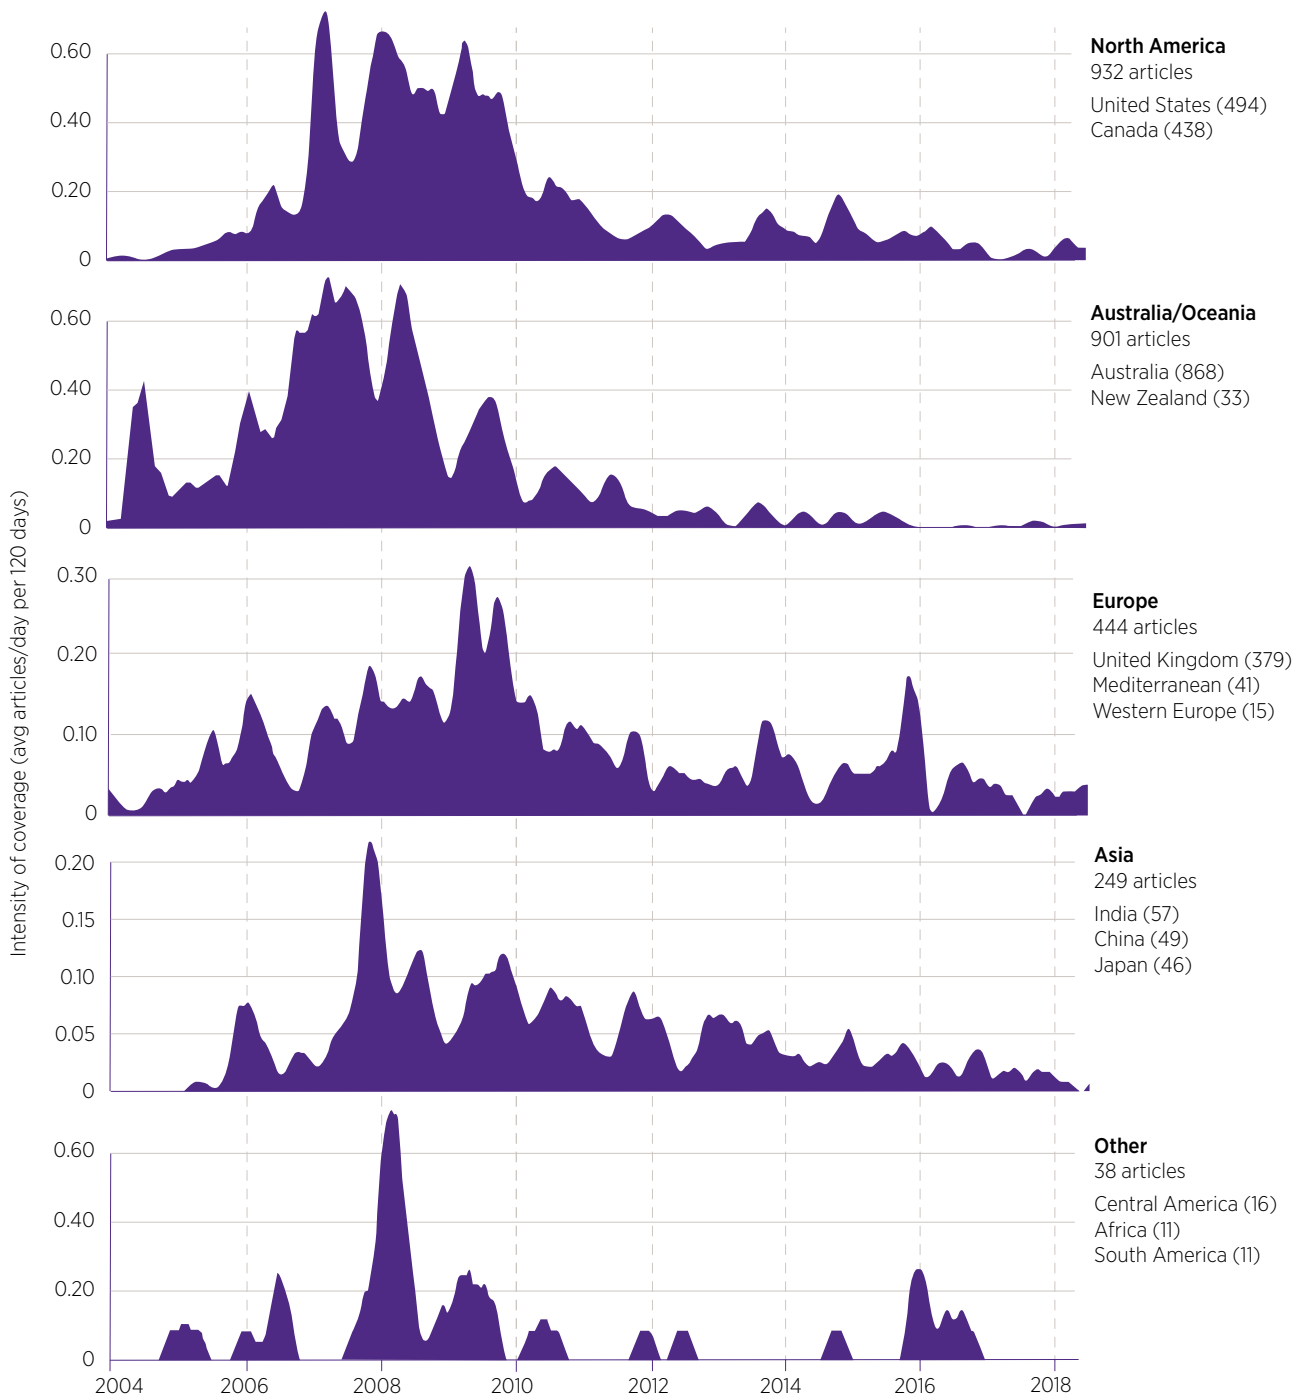 Intensity of coverage (avg articles/day per 120 days)
0.60
0.40
0.20
0
North America
932 articles
United States (494)
Canada (438)
0.60
0.40
0.20
0
Australia/Oceania
901 articles
Australia (868)
New Zealand (33)
0.30
0.20
0.10
0
Europe
444 articles
United Kingdom (379)
Mediterranean (41)
Western Europe (15)
0.20
0.15
0.10
0.05
0
Asia
249 articles
India (57)
China (49)
Japan (46)
0.60
0.40
0.20
0
Other
38 articles
Central America (16)
Africa (11)
South America (11)
2004 2006 2008 2010 2012 2014 2016 2018